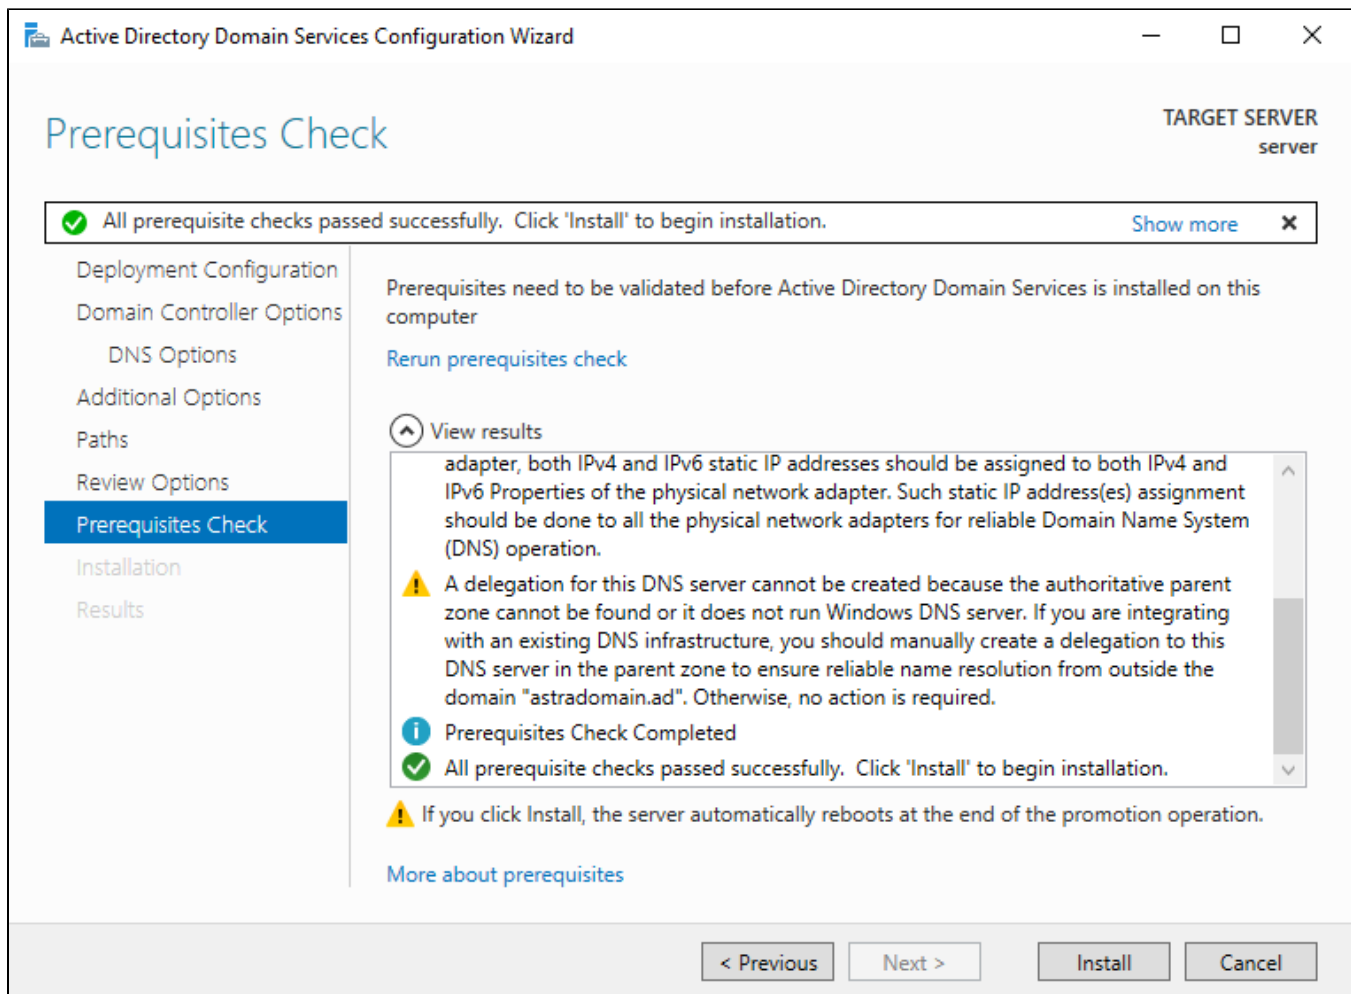 Active Directory Domain Services Configuration Wizard
Prerequisites Check
TARGET SERVER
server
All prerequisite checks passed successfully.  Click 'Install' to begin installation.
Show more
Deployment Configuration
Domain Controller Options
DNS Options
Additional Options
Paths
Review Options
Prerequisites Check
Installation
Results
Prerequisites need to be validated before Active Directory Domain Services is installed on this
computer
Rerun prerequisites check
View results
adapter, both IPv4 and IPv6 static IP addresses should be assigned to both IPv4 and
IPv6 Properties of the physical network adapter. Such static IP address(es) assignment
should be done to all the physical network adapters for reliable Domain Name System
(DNS) operation.
A delegation for this DNS server cannot be created because the authoritative parent
zone cannot be found or it does not run Windows DNS server. If you are integrating
with an existing DNS infrastructure, you should manually create a delegation to this
DNS server in the parent zone to ensure reliable name resolution from outside the
domain "astradomain.ad". Otherwise, no action is required.
Prerequisites Check Completed
All prerequisite checks passed successfully.  Click 'Install' to begin installation.
If you click Install, the server automatically reboots at the end of the promotion operation.
More about prerequisites
< Previous
Next >
Install
Cancel